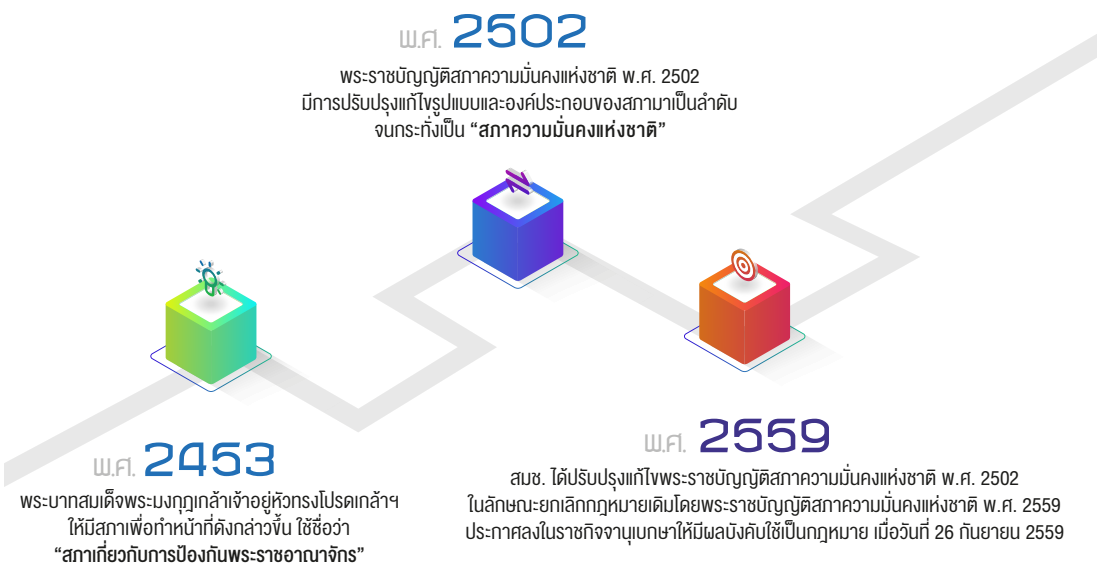 พ.ศ. 2502
พระราชบัญญัติสภาความมั่นคงแห่งชาติ พ.ศ. 2502
มีการปรับปรุงแก้ไขรูปแบบและองค์ประกอบของสภามาเป็นลำดับ
จนกระทั่งเป็น “สภาความมั่นคงแห่งชาติ”
พ.ศ. 2453
พระบาทสมเด็จพระมงกุฎเกล้าเจ้าอยู่หัวทรงโปรดเกล้าฯ
ให้มีสภาเพื่อทำหน้าที่ดังกล่าวขึ้น ใช้ชื่อว่า
“สภาเกี่ยวกับการป้องกันพระราชอาณาจักร”
พ.ศ. 2559
สมช. ได้ปรับปรุงแก้ไขพระราชบัญญัติสภาความมั่นคงแห่งชาติ พ.ศ. 2502
ในลักษณะยกเลิกกฎหมายเดิมโดยพระราชบัญญัติสภาความมั่นคงแห่งชาติ พ.ศ. 2559
ประกาศลงในราชกิจจานุเบกษาให้มีผลบังคับใช้เป็นกฎหมาย เมื่อวันที่ 26 กันยายน 2559